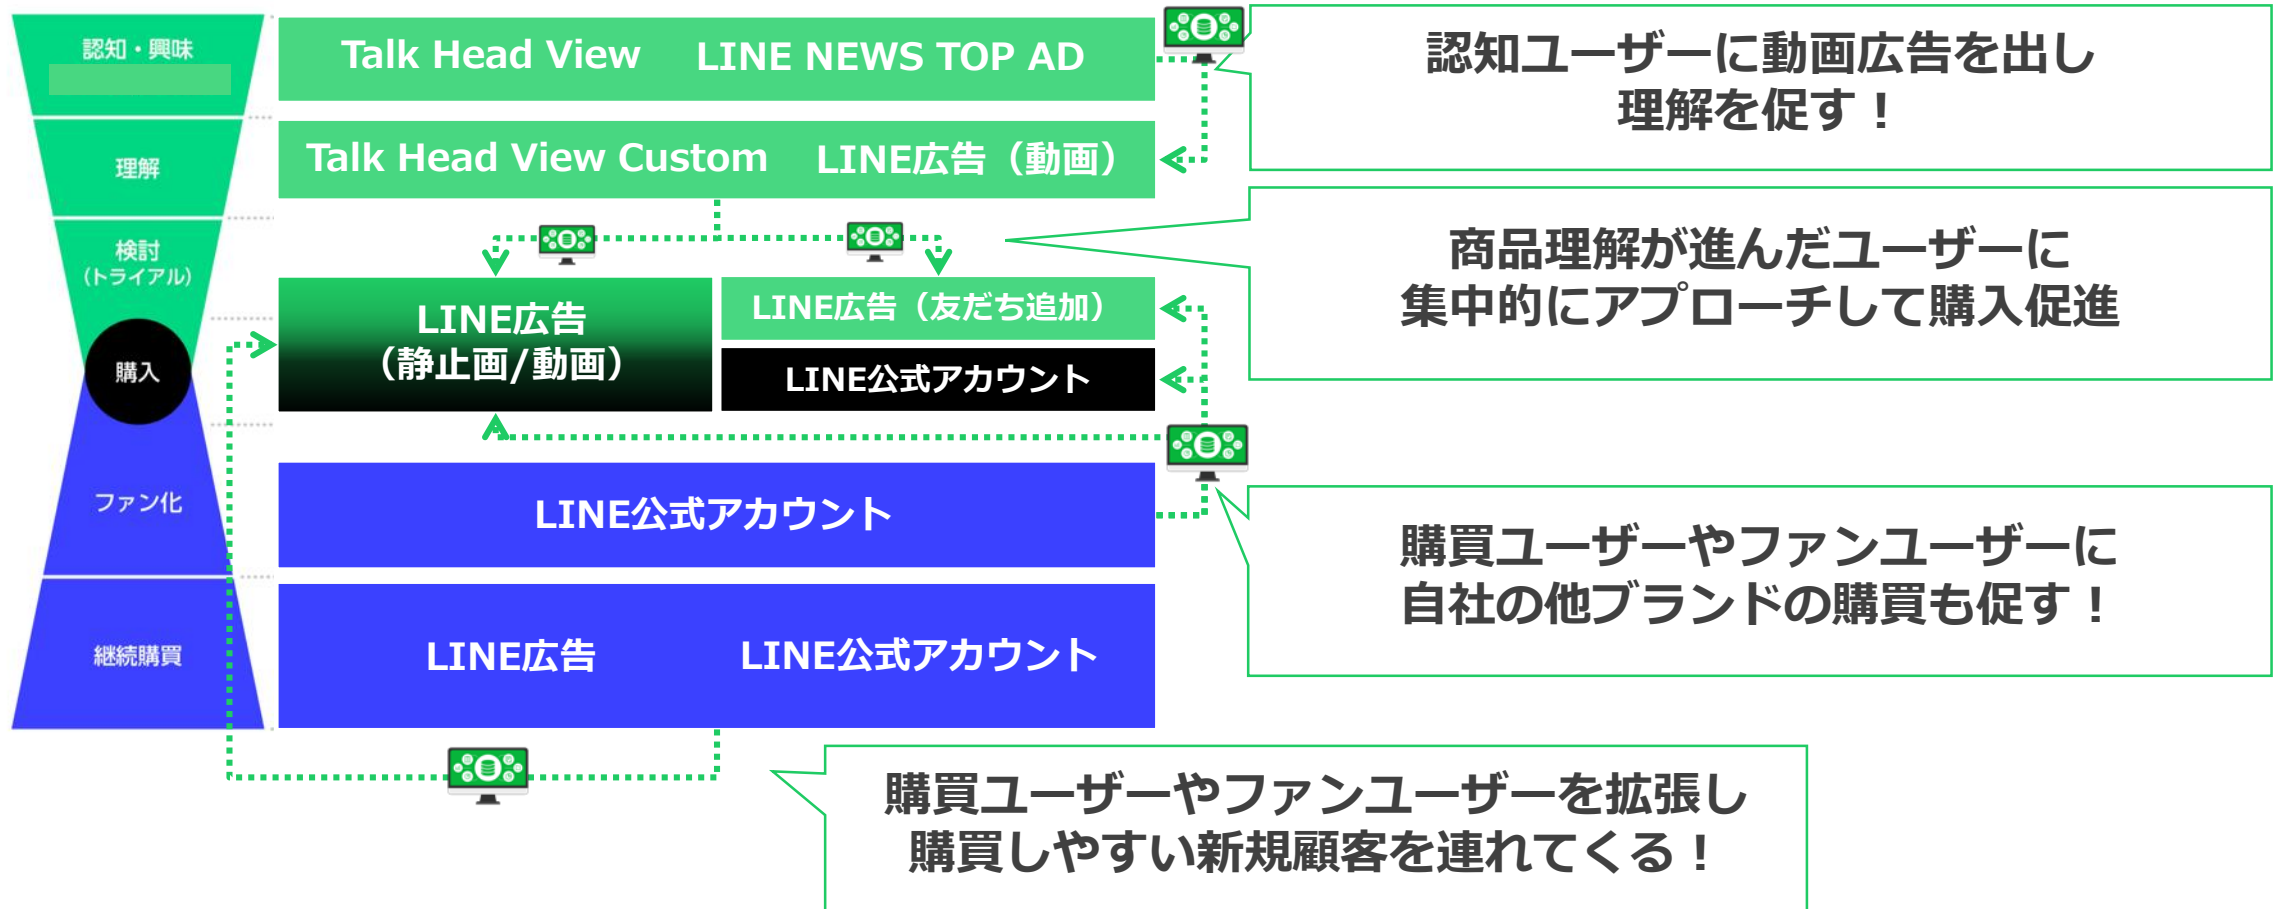 認知・興味
Talk Head View LINE NEWS TOP AD
認知ユーザーに動画広告を出し
理解を促す！
理解
Talk Head View Custom LINE広告（動画）
検討
（トライアル）
商品理解が進んだユーザーに
集中的にアプローチして購入促進
LINE広告
（静止画/動画）
LINE広告（友だち追加）
購入
LINE公式アカウント
ファン化
LINE公式アカウント
購買ユーザーやファンユーザーに
自社の他ブランドの購買も促す！
継続購買
LINE広告 LINE公式アカウント
購買ユーザーやファンユーザーを拡張し
購買しやすい新規顧客を連れてくる！